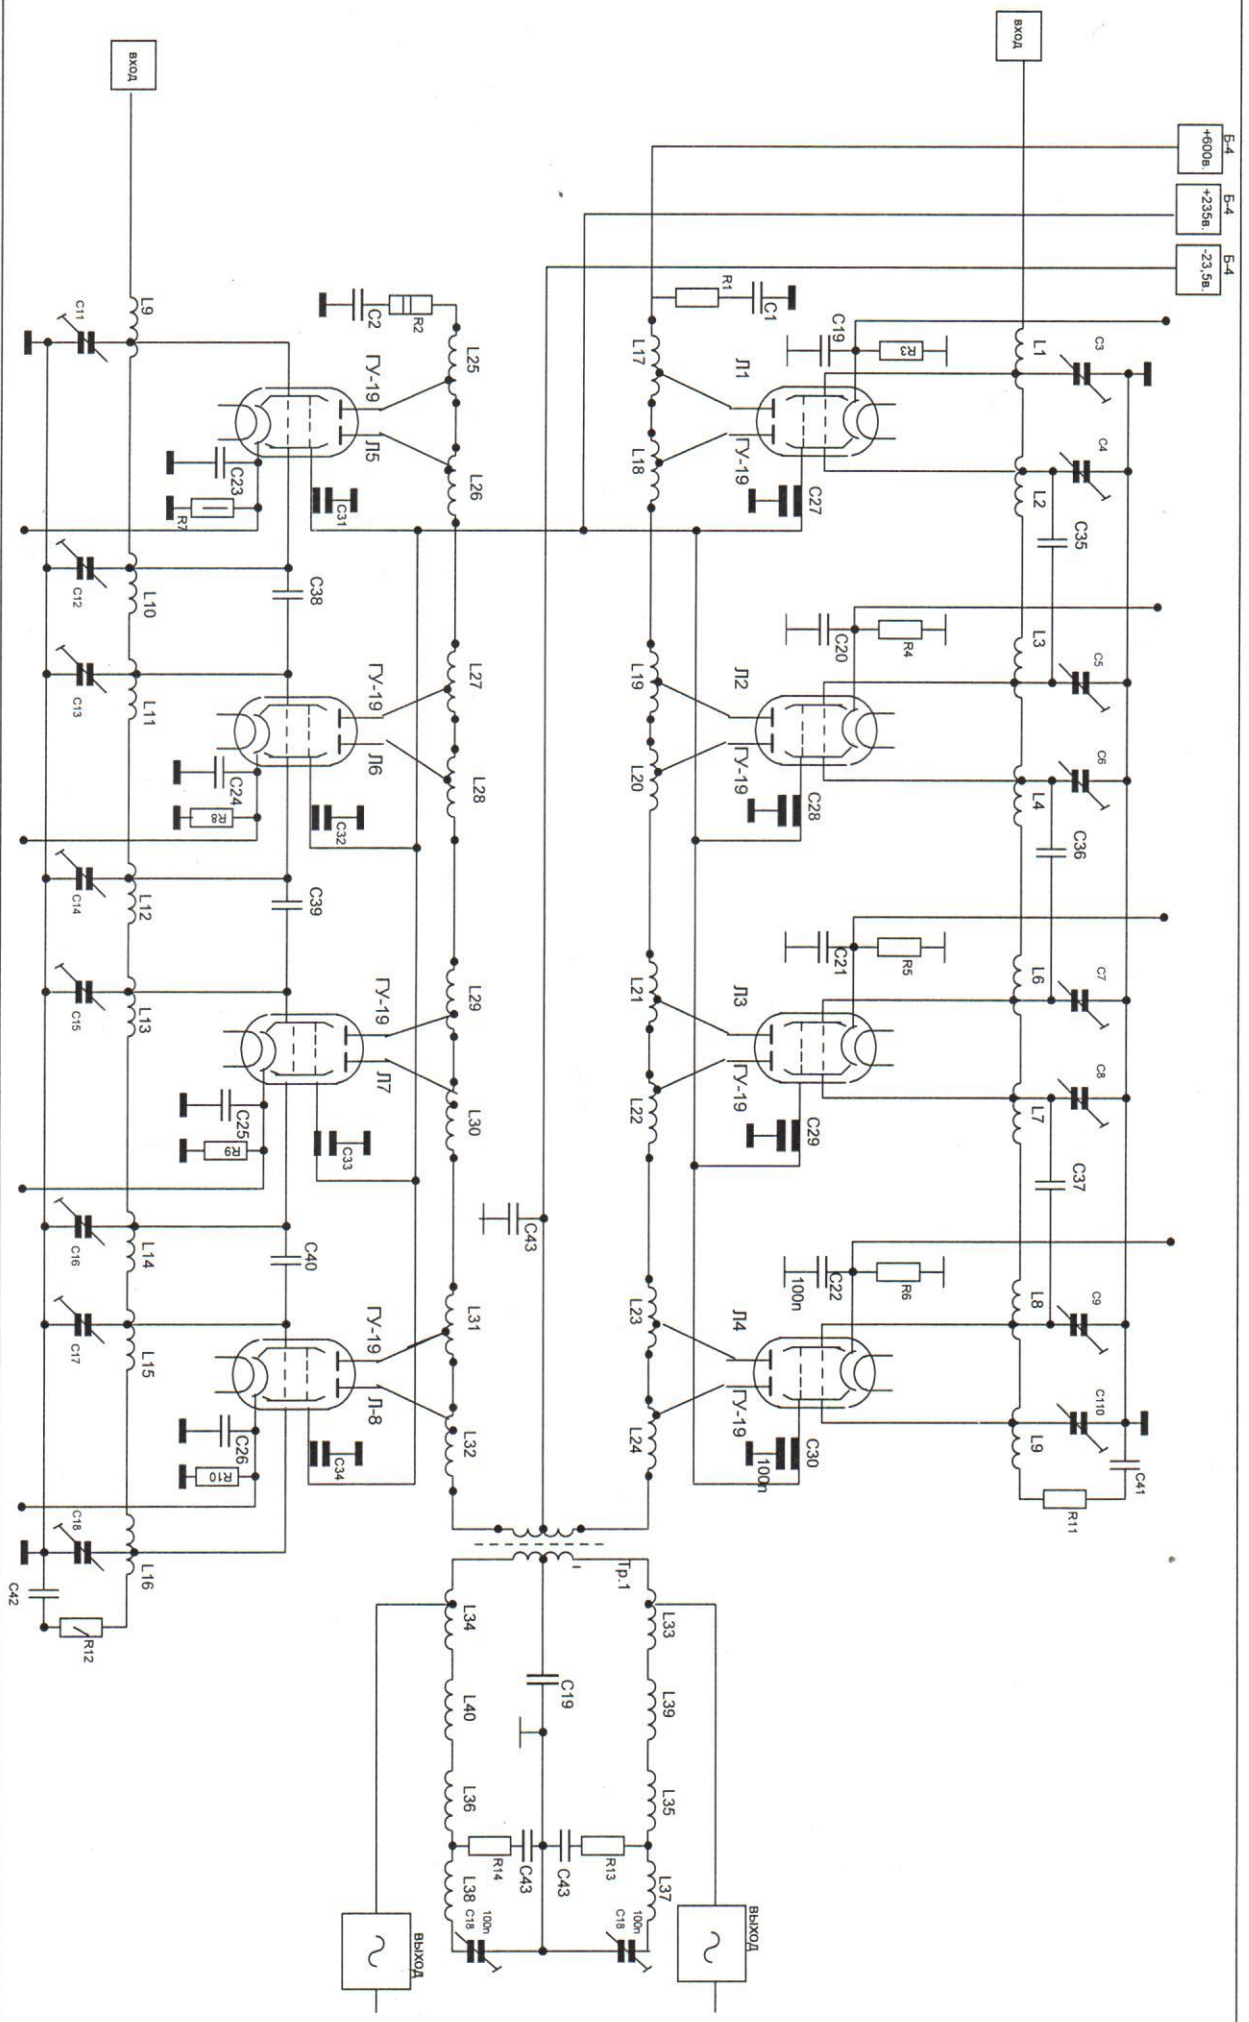 Б-4
+600в.
Б-4
+235в.
Б-4
-23,5в.
вход
L1
C3
C4
L2
C35
L3
C5
C6
L4
C36
L6
C7
C8
L7
C37
L8
C9
C110
L9
C41
R11
R1
C1
C19
R3
C20
R4
C21
R5
C22
100п
R6
Л1
ГУ-19
C27
Л2
ГУ-19
C28
Л3
ГУ-19
C29
Л4
ГУ-19
C30
100п
L17
L18
L19
L20
L21
L22
L23
L24
C43
Тр.1
C2
R2
L25
L26
L27
L28
L29
L30
L31
L32
ГУ-19
Л5
C31
ГУ-19
Л6
C32
ГУ-19
Л7
C33
ГУ-19
Л-8
C34
C23
R7
C38
C24
R8
C39
C25
R9
C40
C26
R10
вход
L9
C11
L10
C12
L11
C13
L12
C14
L13
C15
L14
C16
L15
C17
L16
C18
C42
R12
L33
L39
L35
L37
C19
R13
C43
C43
R14
L34
L40
L36
L38
100п
C18
100п
C18
выход
выход